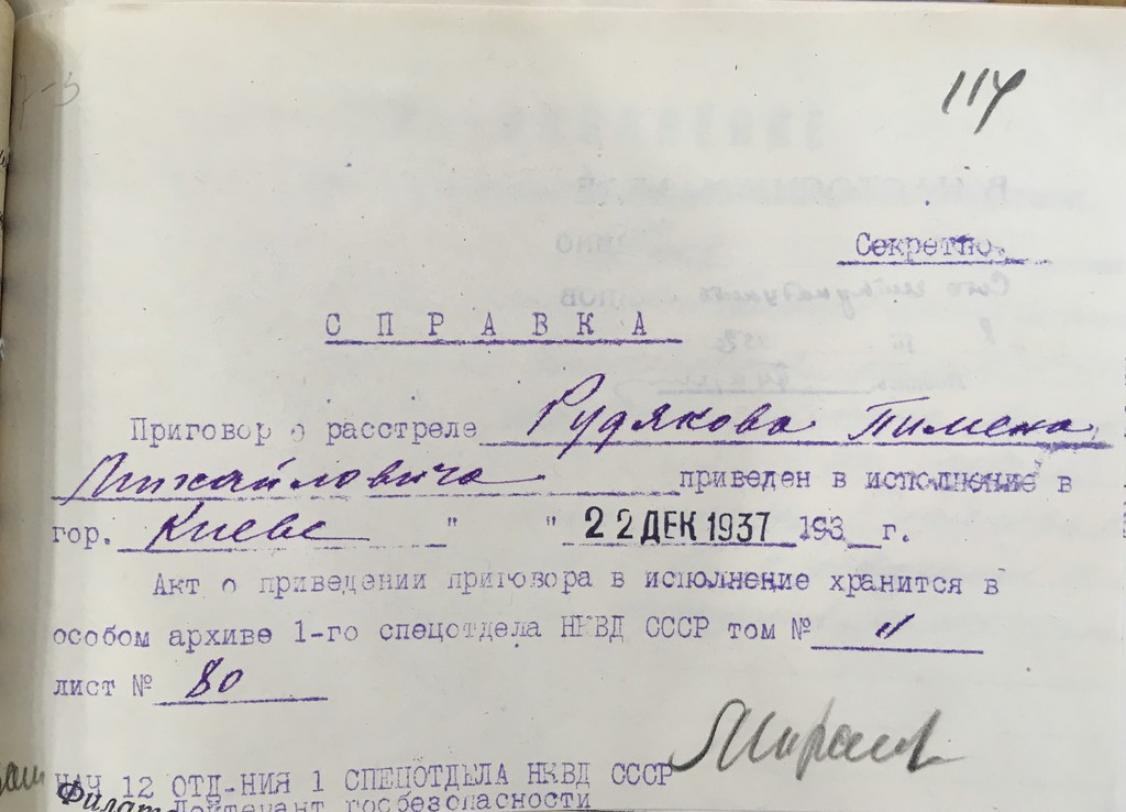 114
Секретно.
СПРАВКА
Приговор о расстреле Рудякова Пимена
Михайловича приведен в исполнение в
гор. Киеве " " 22 ДЕК 1937 193 г.
Акт о приведении приговора в исполнение хранится в
особом архиве 1-го спецотдела НКВД СССР том №
лист № 80
НАЧ 12 ОТД-НИЯ 1 СПЕЦОТДЕЛА НКВД СССР
Лейтенант госбезопасности